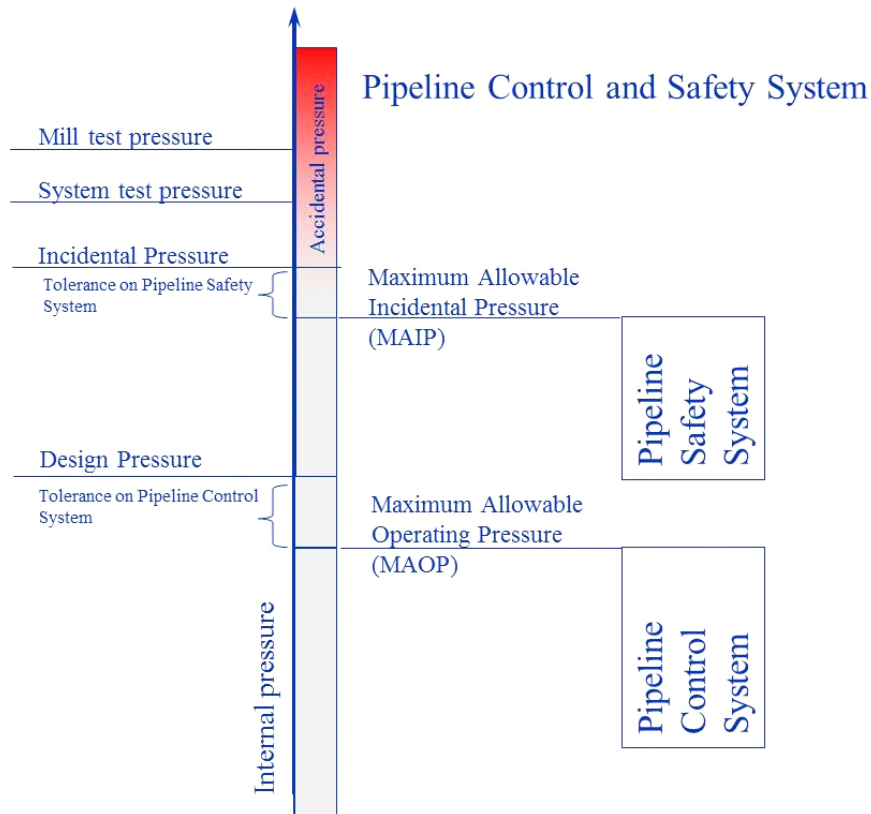 Pipeline Control and Safety System
Accidental pressure
Mill test pressure
System test pressure
Incidental Pressure
Tolerance on Pipeline Safety
System
Maximum Allowable
Incidental Pressure
(MAIP)
Pipeline
Safety
System
Design Pressure
Tolerance on Pipeline Control
System
Maximum Allowable
Operating Pressure
(MAOP)
Pipeline
Control
System
Internal pressure